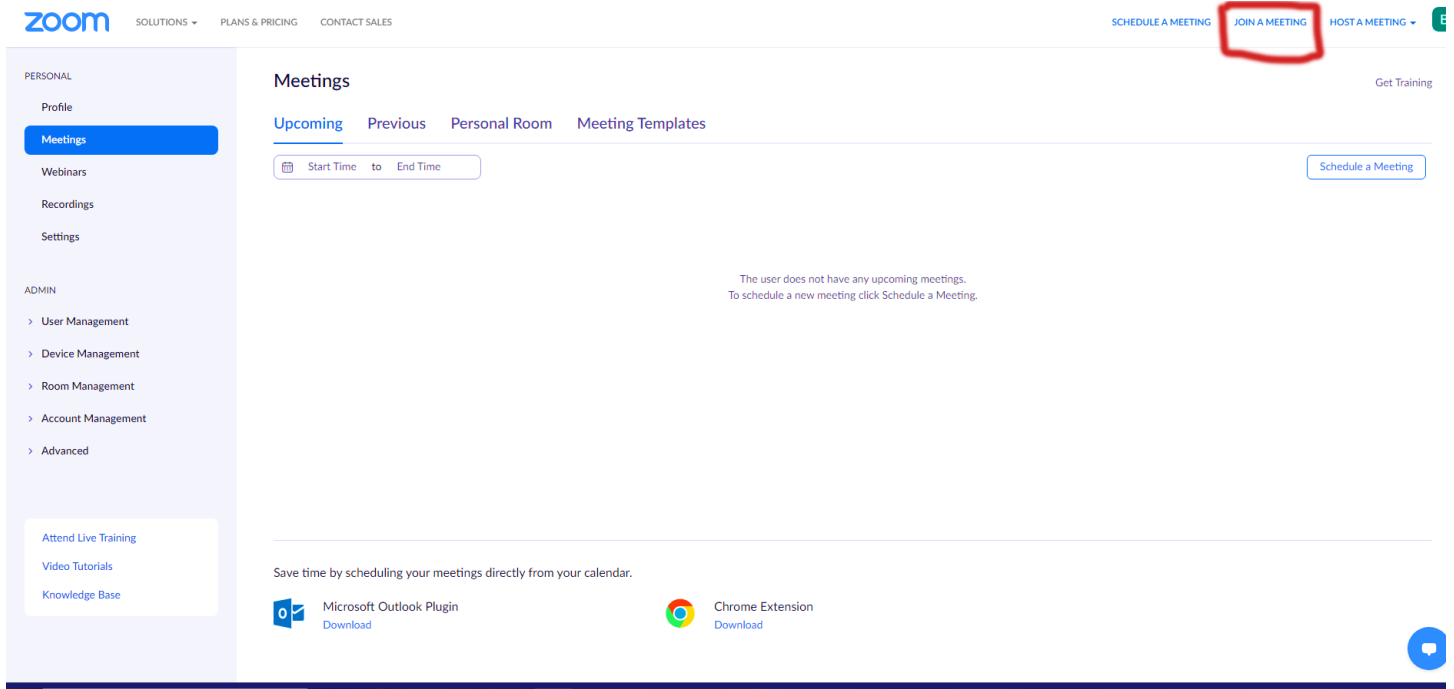 zoom SOLUTIONS PLANS & PRICING CONTACT SALES SCHEDULE A MEETING JOIN A MEETING HOST A MEETING
PERSONAL
Profile
Meetings
Webinars
Recordings
Settings
ADMIN
User Management
Device Management
Room Management
Account Management
Advanced
Attend Live Training
Video Tutorials
Knowledge Base
Meetings
Get Training
Upcoming Previous Personal Room Meeting Templates
Start Time to End Time
Schedule a Meeting
The user does not have any upcoming meetings.
To schedule a new meeting click Schedule a Meeting.
Save time by scheduling your meetings directly from your calendar.
Microsoft Outlook Plugin
Download
Chrome Extension
Download